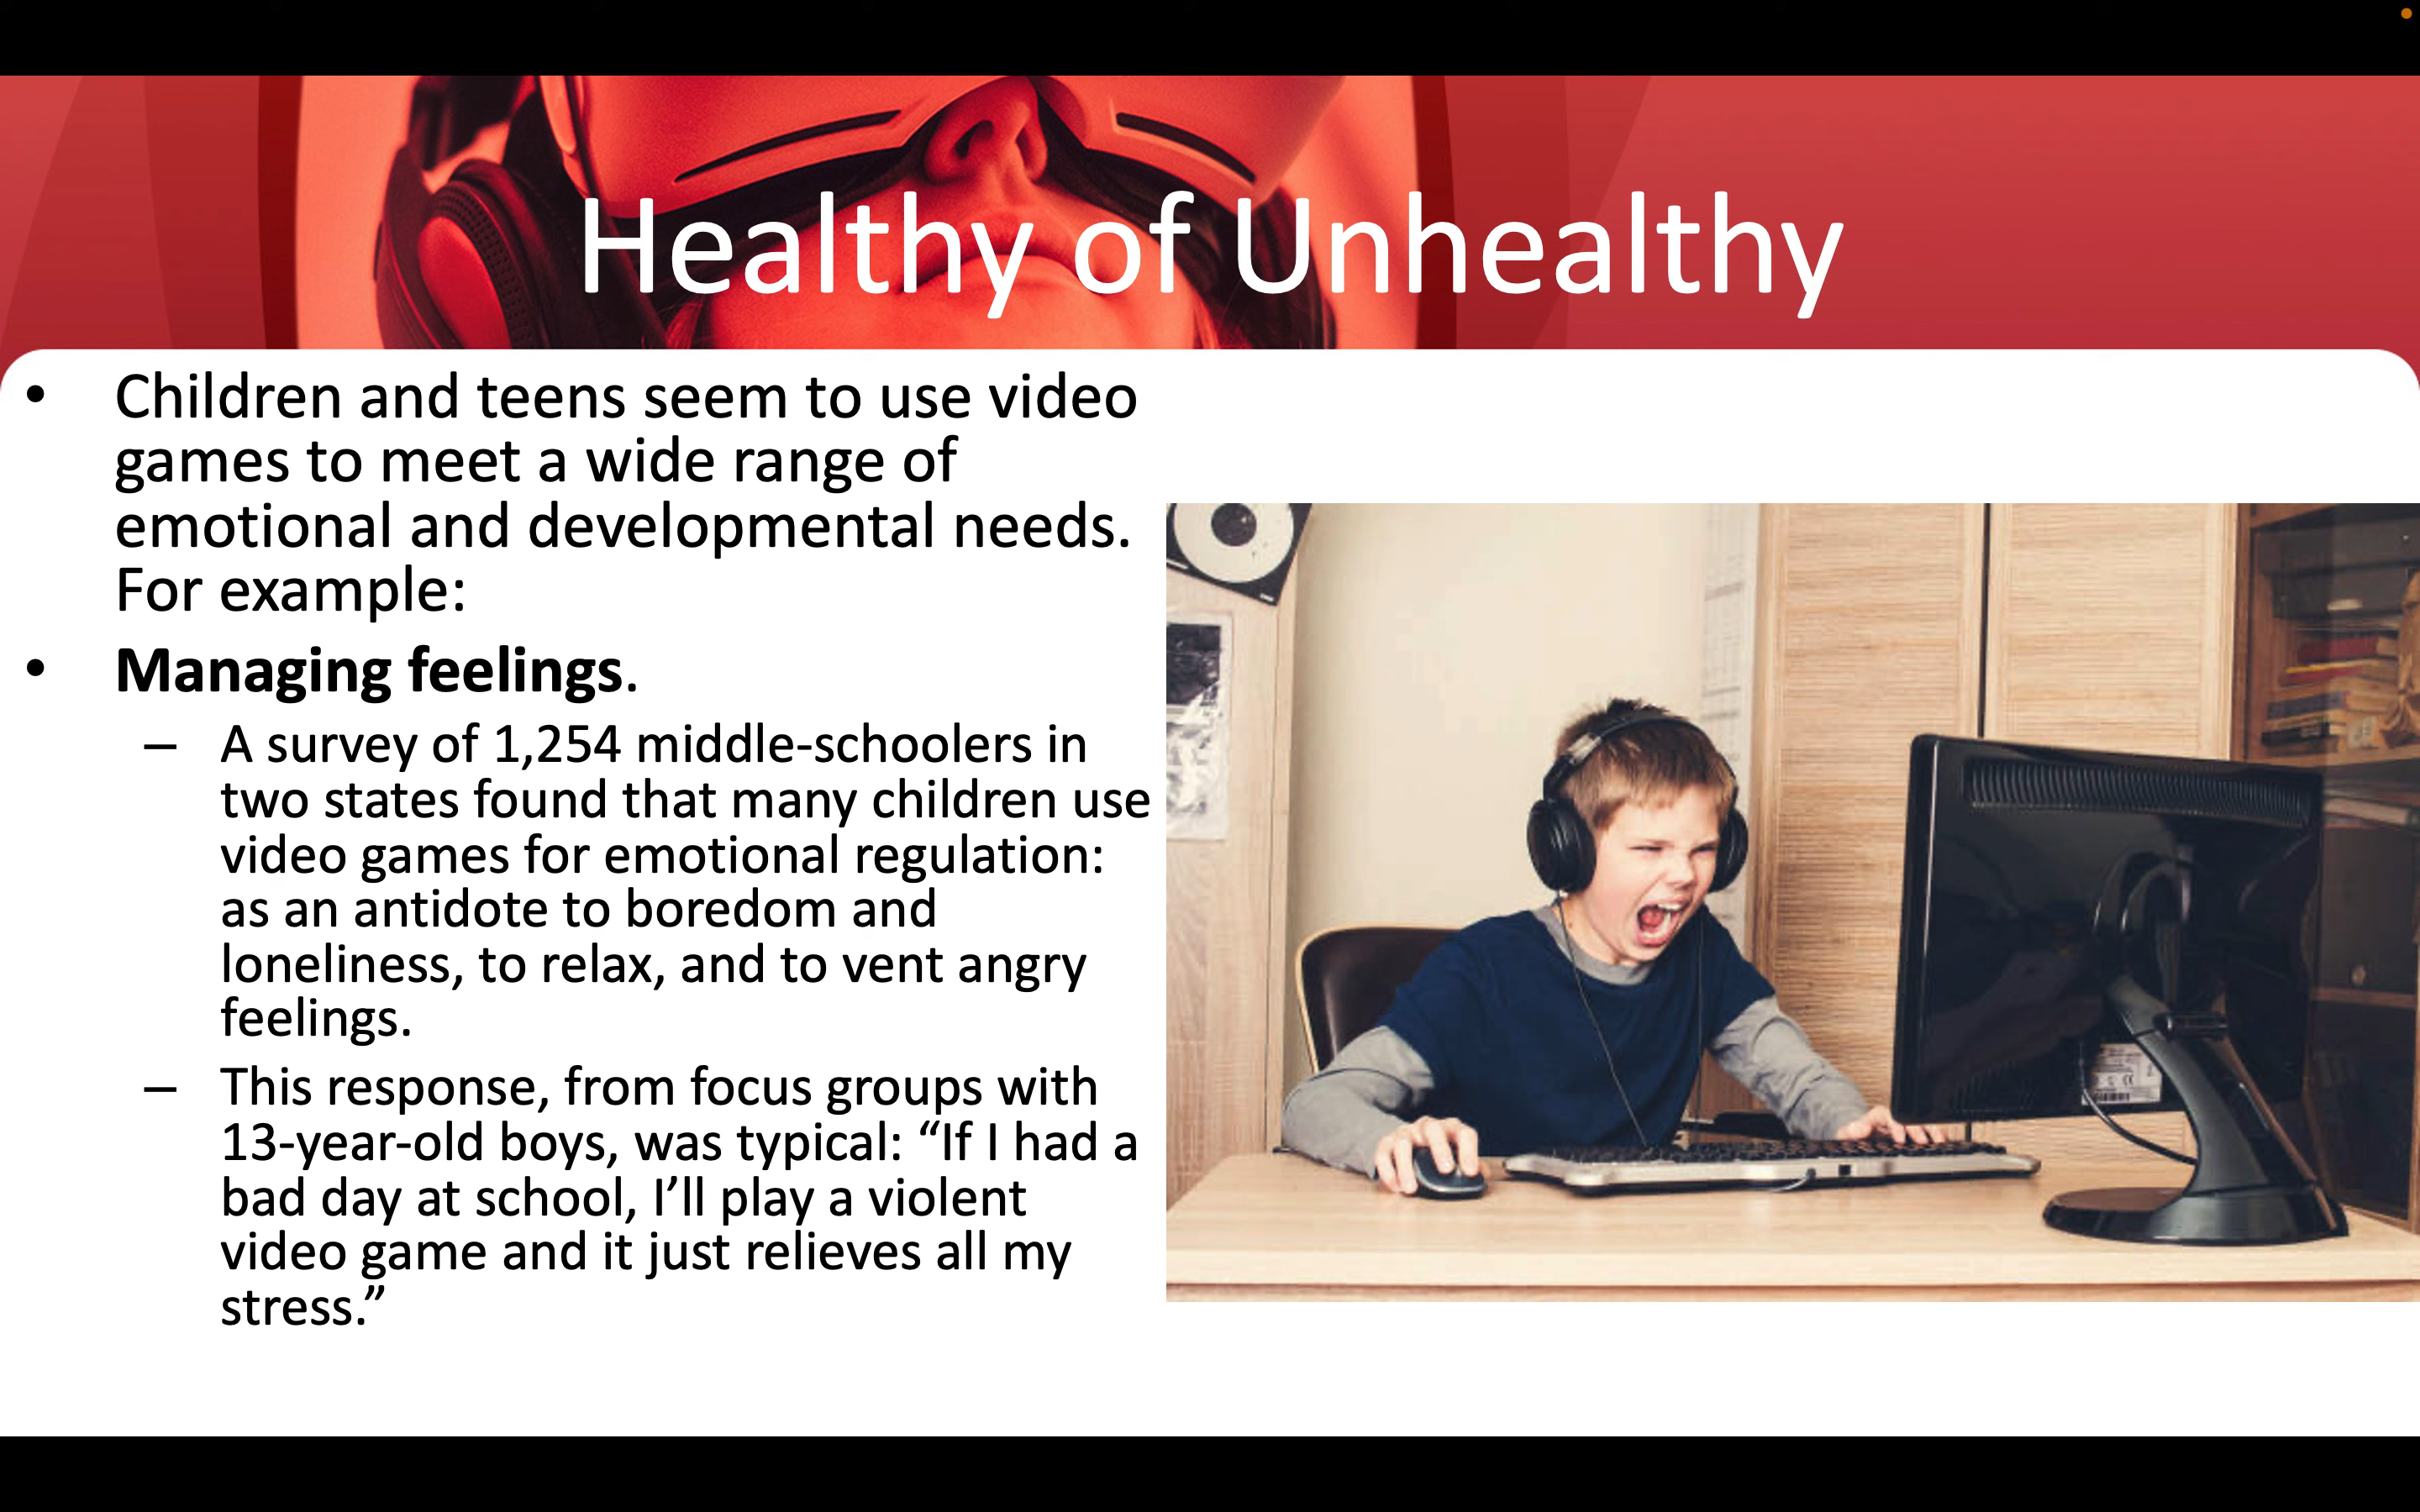 Healthy of Unhealthy
• Children and teens seem to use video
games to meet a wide range of
emotional and developmental needs.
For example:
• Managing feelings.
– A survey of 1,254 middle-schoolers in
two states found that many children use
video games for emotional regulation:
as an antidote to boredom and
loneliness, to relax, and to vent angry
feelings.
– This response, from focus groups with
13-year-old boys, was typical: “If I had a
bad day at school, I’ll play a violent
video game and it just relieves all my
stress.”